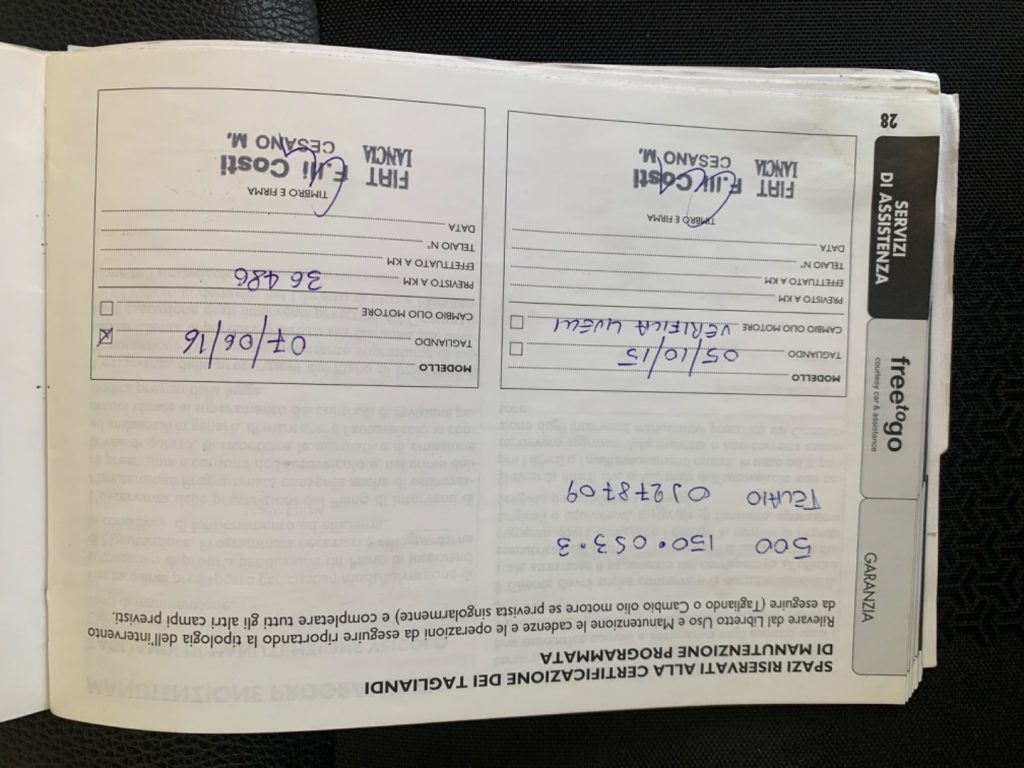 SPAZI RISERVATI ALLA CERTIFICAZIONE DEI TAGLIANDI
DI MANUTENZIONE PROGRAMMATA
Rilevare dal Libretto Uso e Manutenzione le cadenze e le operazioni da eseguire riportando la tipologia dell'intervento
da eseguire (Tagliando o Cambio olio motore se prevista singolarmente) e completare tutti gli altri campi previsti.
500 150.053.3
TELAIO 0J278709
MODELLO
TAGLIANDO 05/10/15
CAMBIO OLIO MOTORE VERIFICA LIVELLI
PREVISTO A KM
EFFETTUATO A KM
TELAIO N°
DATA
TIMBRO E FIRMA
FIAT F.lli Costi
LANCIA CESANO M.
MODELLO
TAGLIANDO 07/06/16
CAMBIO OLIO MOTORE
PREVISTO A KM 36486
EFFETTUATO A KM
TELAIO N°
DATA
TIMBRO E FIRMA
FIAT F.lli Costi
LANCIA CESANO M.
GARANZIA
freetogo
courtesy car & assistance
SERVIZI
DI ASSISTENZA
28